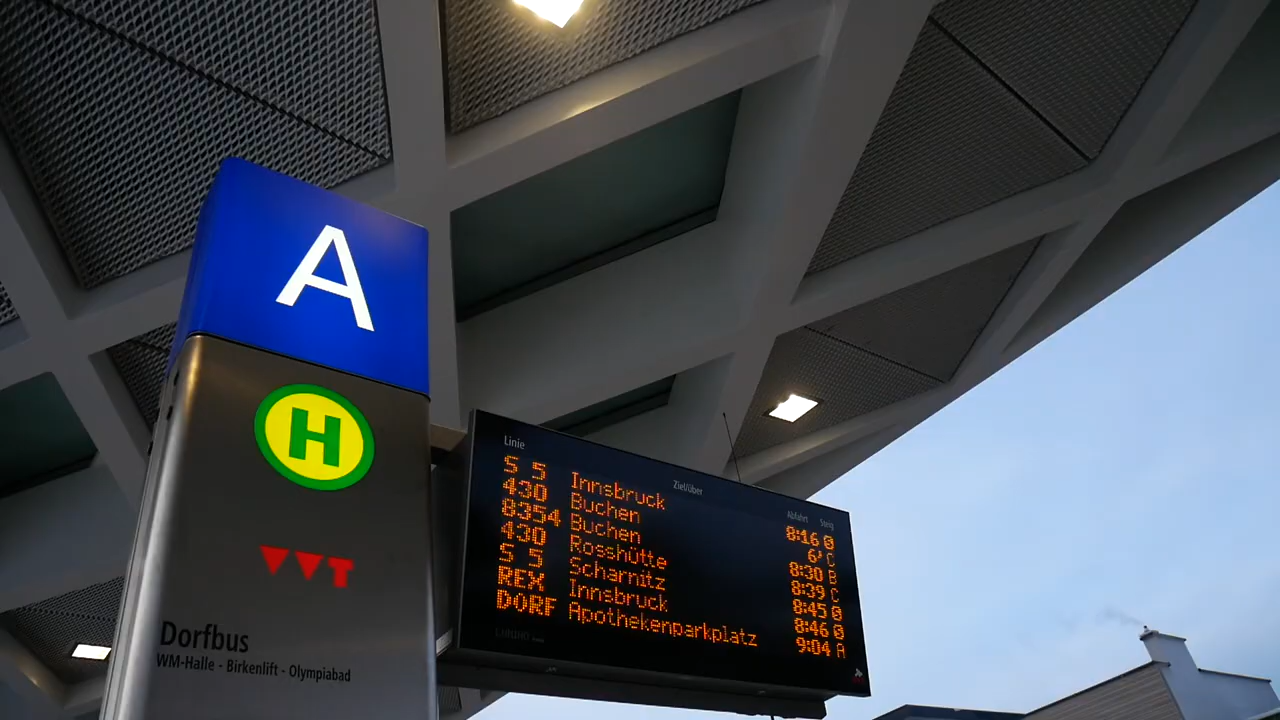 A
H
VVT
Dorfbus
WM-Halle - Birkenlift - Olympiabad
Linie Ziel/über Abfahrt Steig
S 5 Innsbruck 8:16 0
430 Buchen 6' C
8354 Buchen 8:30 B
430 Rosshütte 8:39 C
S 5 Scharnitz 8:45 0
REX Innsbruck 8:46 0
DORF Apothekenparkplatz 9:04 A